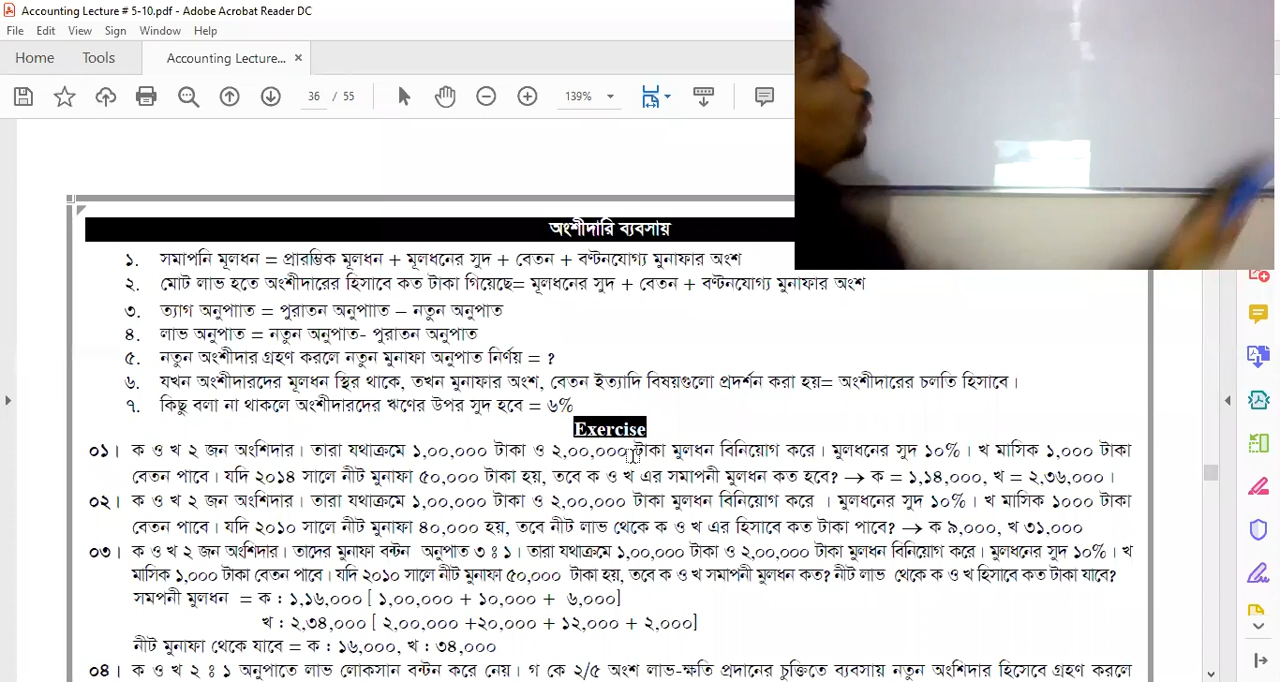 Accounting Lecture # 5-10.pdf - Adobe Acrobat Reader DC
File Edit View Sign Window Help
Home Tools Accounting Lecture... ×
36 / 55 139%
অংশীদারি ব্যবসায়
১. সমাপনি মূলধন = প্রারম্ভিক মূলধন + মূলধনের সুদ + বেতন + বণ্টনযোগ্য মুনাফার অংশ
২. মোট লাভ হতে অংশীদারের হিসাবে কত টাকা গিয়েছে= মূলধনের সুদ + বেতন + বণ্টনযোগ্য মুনাফার অংশ
৩. ত্যাগ অনুপাাত = পুরাতন অনুপাাত – নতুন অনুপাত
৪. লাভ অনুপাত = নতুন অনুপাত- পুরাতন অনুপাত
৫. নতুন অংশীদার গ্রহণ করলে নতুন মুনাফা অনুপাত নির্ণয় = ?
৬. যখন অংশীদারদের মূলধন স্থির থাকে, তখন মুনাফার অংশ, বেতন ইত্যাদি বিষয়গুলো প্রদর্শন করা হয়= অংশীদারের চলতি হিসাবে।
৭. কিছু বলা না থাকলে অংশীদারদের ঋণের উপর সুদ হবে = ৬%
Exercise
০১। ক ও খ ২ জন অংশিদার। তারা যথাক্রমে ১,০০,০০০ টাকা ও ২,০০,০০০ টাকা মুলধন বিনিয়োগ করে। মুলধনের সুদ ১০%। খ মাসিক ১,০০০ টাকা
বেতন পাবে। যদি ২০১৪ সালে নীট মুনাফা ৫০,০০০ টাকা হয়, তবে ক ও খ এর সমাপনী মুলধন কত হবে? → ক = ১,১৪,০০০, খ = ২,৩৬,০০০।
০২। ক ও খ ২ জন অংশিদার। তারা যথাক্রমে ১,০০,০০০ টাকা ও ২,০০,০০০ টাকা মুলধন বিনিয়োগ করে । মুলধনের সুদ ১০%। খ মাসিক ১০০০ টাকা
বেতন পাবে। যদি ২০১০ সালে নীট মুনাফা ৪০,০০০ হয়, তবে নীট লাভ থেকে ক ও খ এর হিসাবে কত টাকা পাবে? → ক ৯,০০০, খ ৩১,০০০
০৩। ক ও খ ২ জন অংশিদার। তাদের মুনাফা বন্টন অনুপাত ৩ ঃ ১। তারা যথাক্রমে ১,০০,০০০ টাকা ও ২,০০,০০০ টাকা মুলধন বিনিয়োগ করে। মুলধনের সুদ ১০%। খ
মাসিক ১,০০০ টাকা বেতন পাবে। যদি ২০১০ সালে নীট মুনাফা ৫০,০০০ টাকা হয়, তবে ক ও খ সমাপনী মুলধন কত? নীট লাভ থেকে ক ও খ হিসাবে কত টাকা যাবে?
সমপনী মুলধন = ক : ১,১৬,০০০ [ ১,০০,০০০ + ১০,০০০ + ৬,০০০]
খ : ২,৩৪,০০০ [ ২,০০,০০০ +২০,০০০ + ১২,০০০ + ২,০০০]
নীট মুনাফা থেকে যাবে = ক : ১৬,০০০, খ : ৩৪,০০০
০৪। ক ও খ ২ ঃ ১ অনুপাতে লাভ লোকসান বন্টন করে নেয়। গ কে ২/৫ অংশ লাভ-ক্ষতি প্রদানের চুক্তিতে ব্যবসায় নতুন অংশিদার হিসেবে গ্রহণ করলে